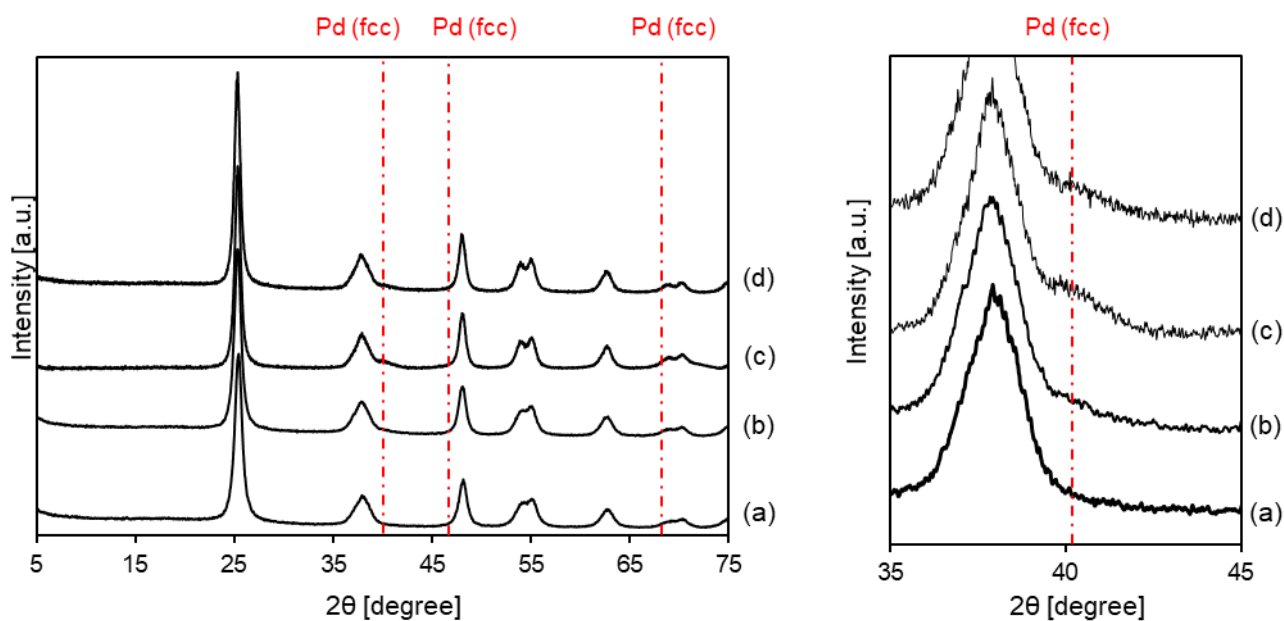 Pd (fcc) Pd (fcc) Pd (fcc)
Intensity [a.u.]
(d)
(c)
(b)
(a)
5 15 25 35 45 55 65 75
2θ [degree]
Pd (fcc)
Intensity [a.u.]
(d)
(c)
(b)
(a)
35 40 45
2θ [degree]